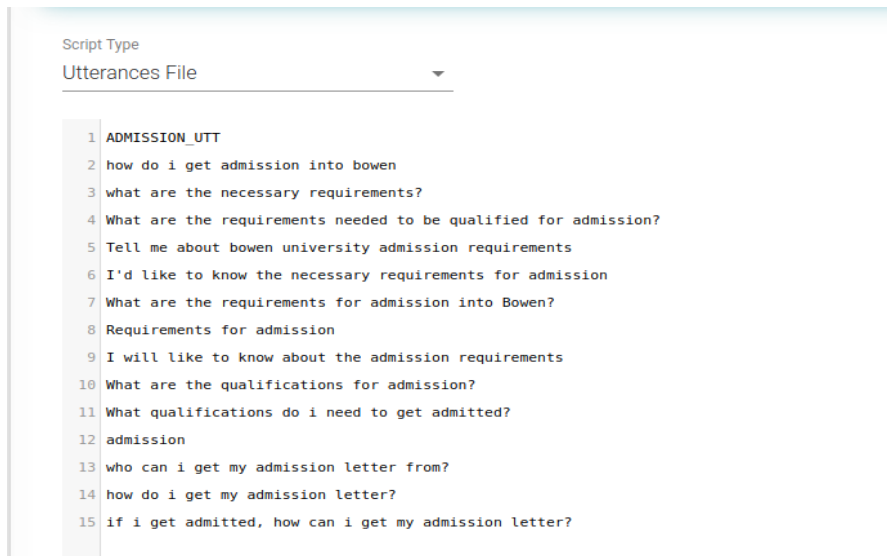 Script Type
Utterances File
1 ADMISSION_UTT
2 how do i get admission into bowen
3 what are the necessary requirements?
4 What are the requirements needed to be qualified for admission?
5 Tell me about bowen university admission requirements
6 I'd like to know the necessary requirements for admission
7 What are the requirements for admission into Bowen?
8 Requirements for admission
9 I will like to know about the admission requirements
10 What are the qualifications for admission?
11 What qualifications do i need to get admitted?
12 admission
13 who can i get my admission letter from?
14 how do i get my admission letter?
15 if i get admitted, how can i get my admission letter?